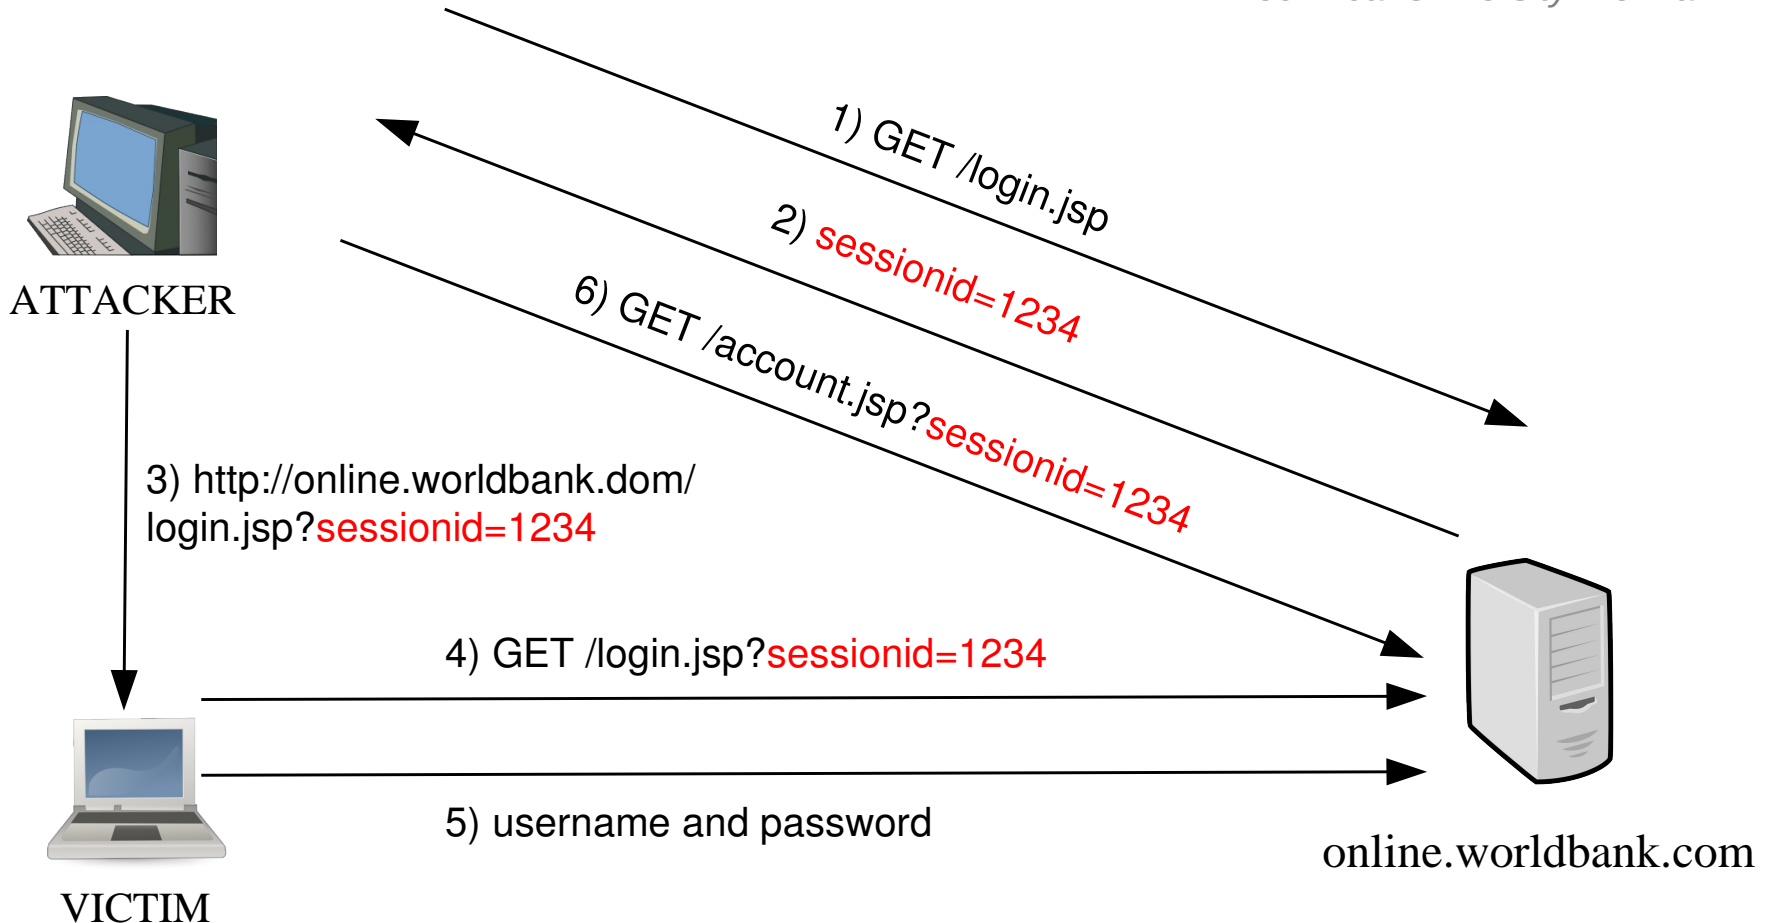 1) GET /login.jsp
2) sessionid=1234
6) GET /account.jsp?sessionid=1234
ATTACKER
3) http://online.worldbank.dom/
login.jsp?sessionid=1234
4) GET /login.jsp?sessionid=1234
5) username and password
online.worldbank.com
VICTIM